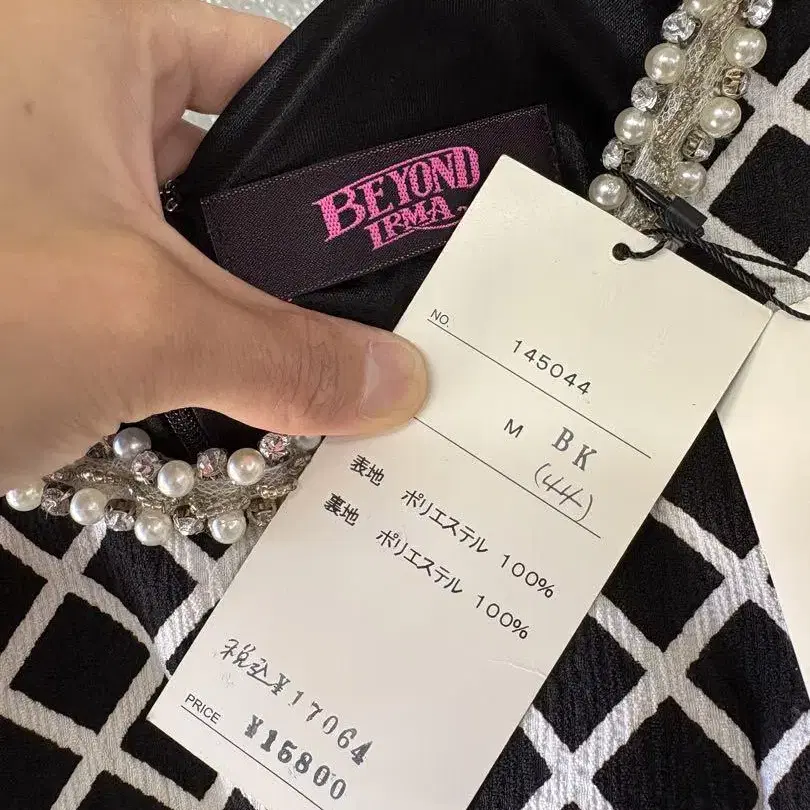 BEYOND
IRMA
NO. 145044
M BK
(44)
表地 ポリエステル 100%
裏地 ポリエステル 100%
税込¥17064
PRICE ¥15800